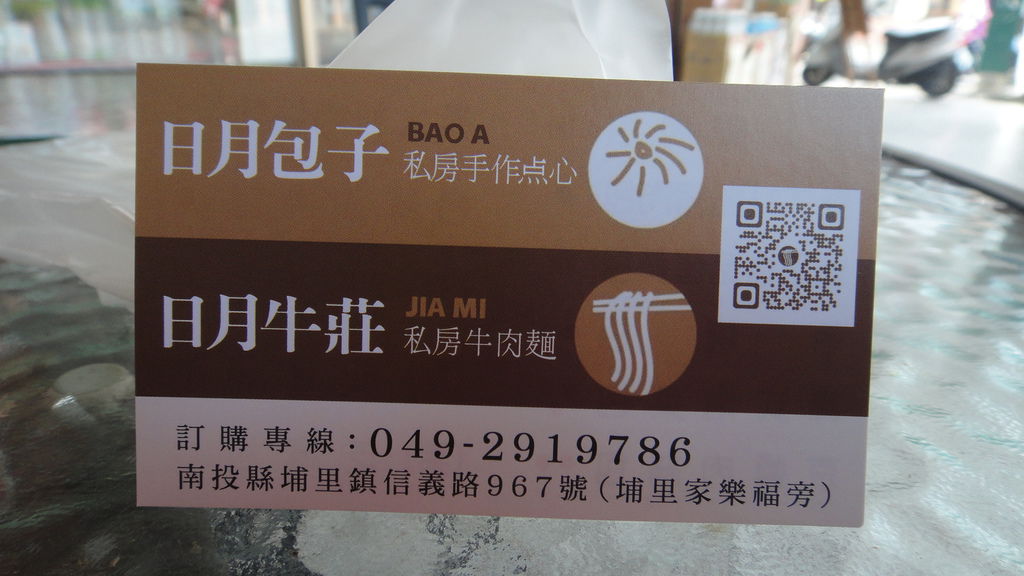 日月包子 BAO A
私房手作点心
日月牛莊 JIA MI
私房牛肉麵
訂購專線：049-2919786
南投縣埔里鎮信義路967號（埔里家樂福旁）